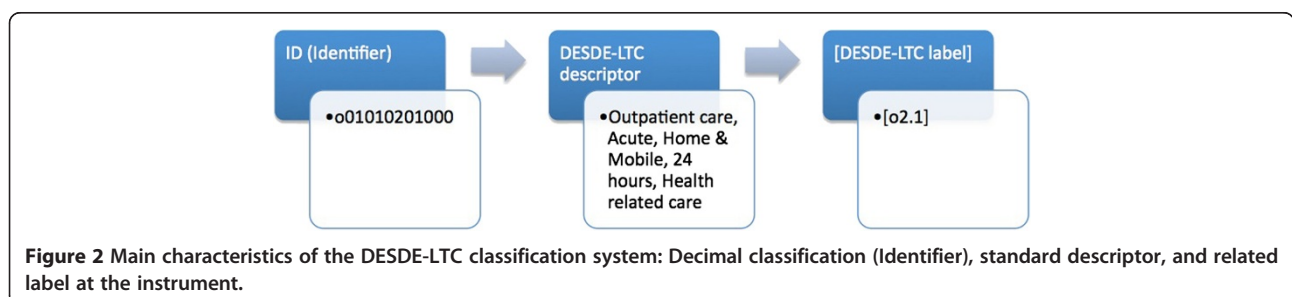 ID (Identifier)
•o01010201000
DESDE-LTC
descriptor
•Outpatient care,
Acute, Home &
Mobile, 24
hours, Health
related care
[DESDE-LTC label]
•[o2.1]
Figure 2 Main characteristics of the DESDE-LTC classification system: Decimal classification (Identifier), standard descriptor, and related
label at the instrument.